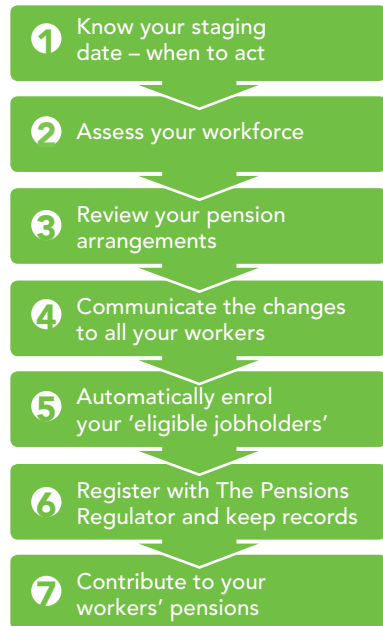 1 Know your staging
date – when to act
2 Assess your workforce
3 Review your pension
arrangements
4 Communicate the changes
to all your workers
5 Automatically enrol
your ‘eligible jobholders’
6 Register with The Pensions
Regulator and keep records
7 Contribute to your
workers’ pensions